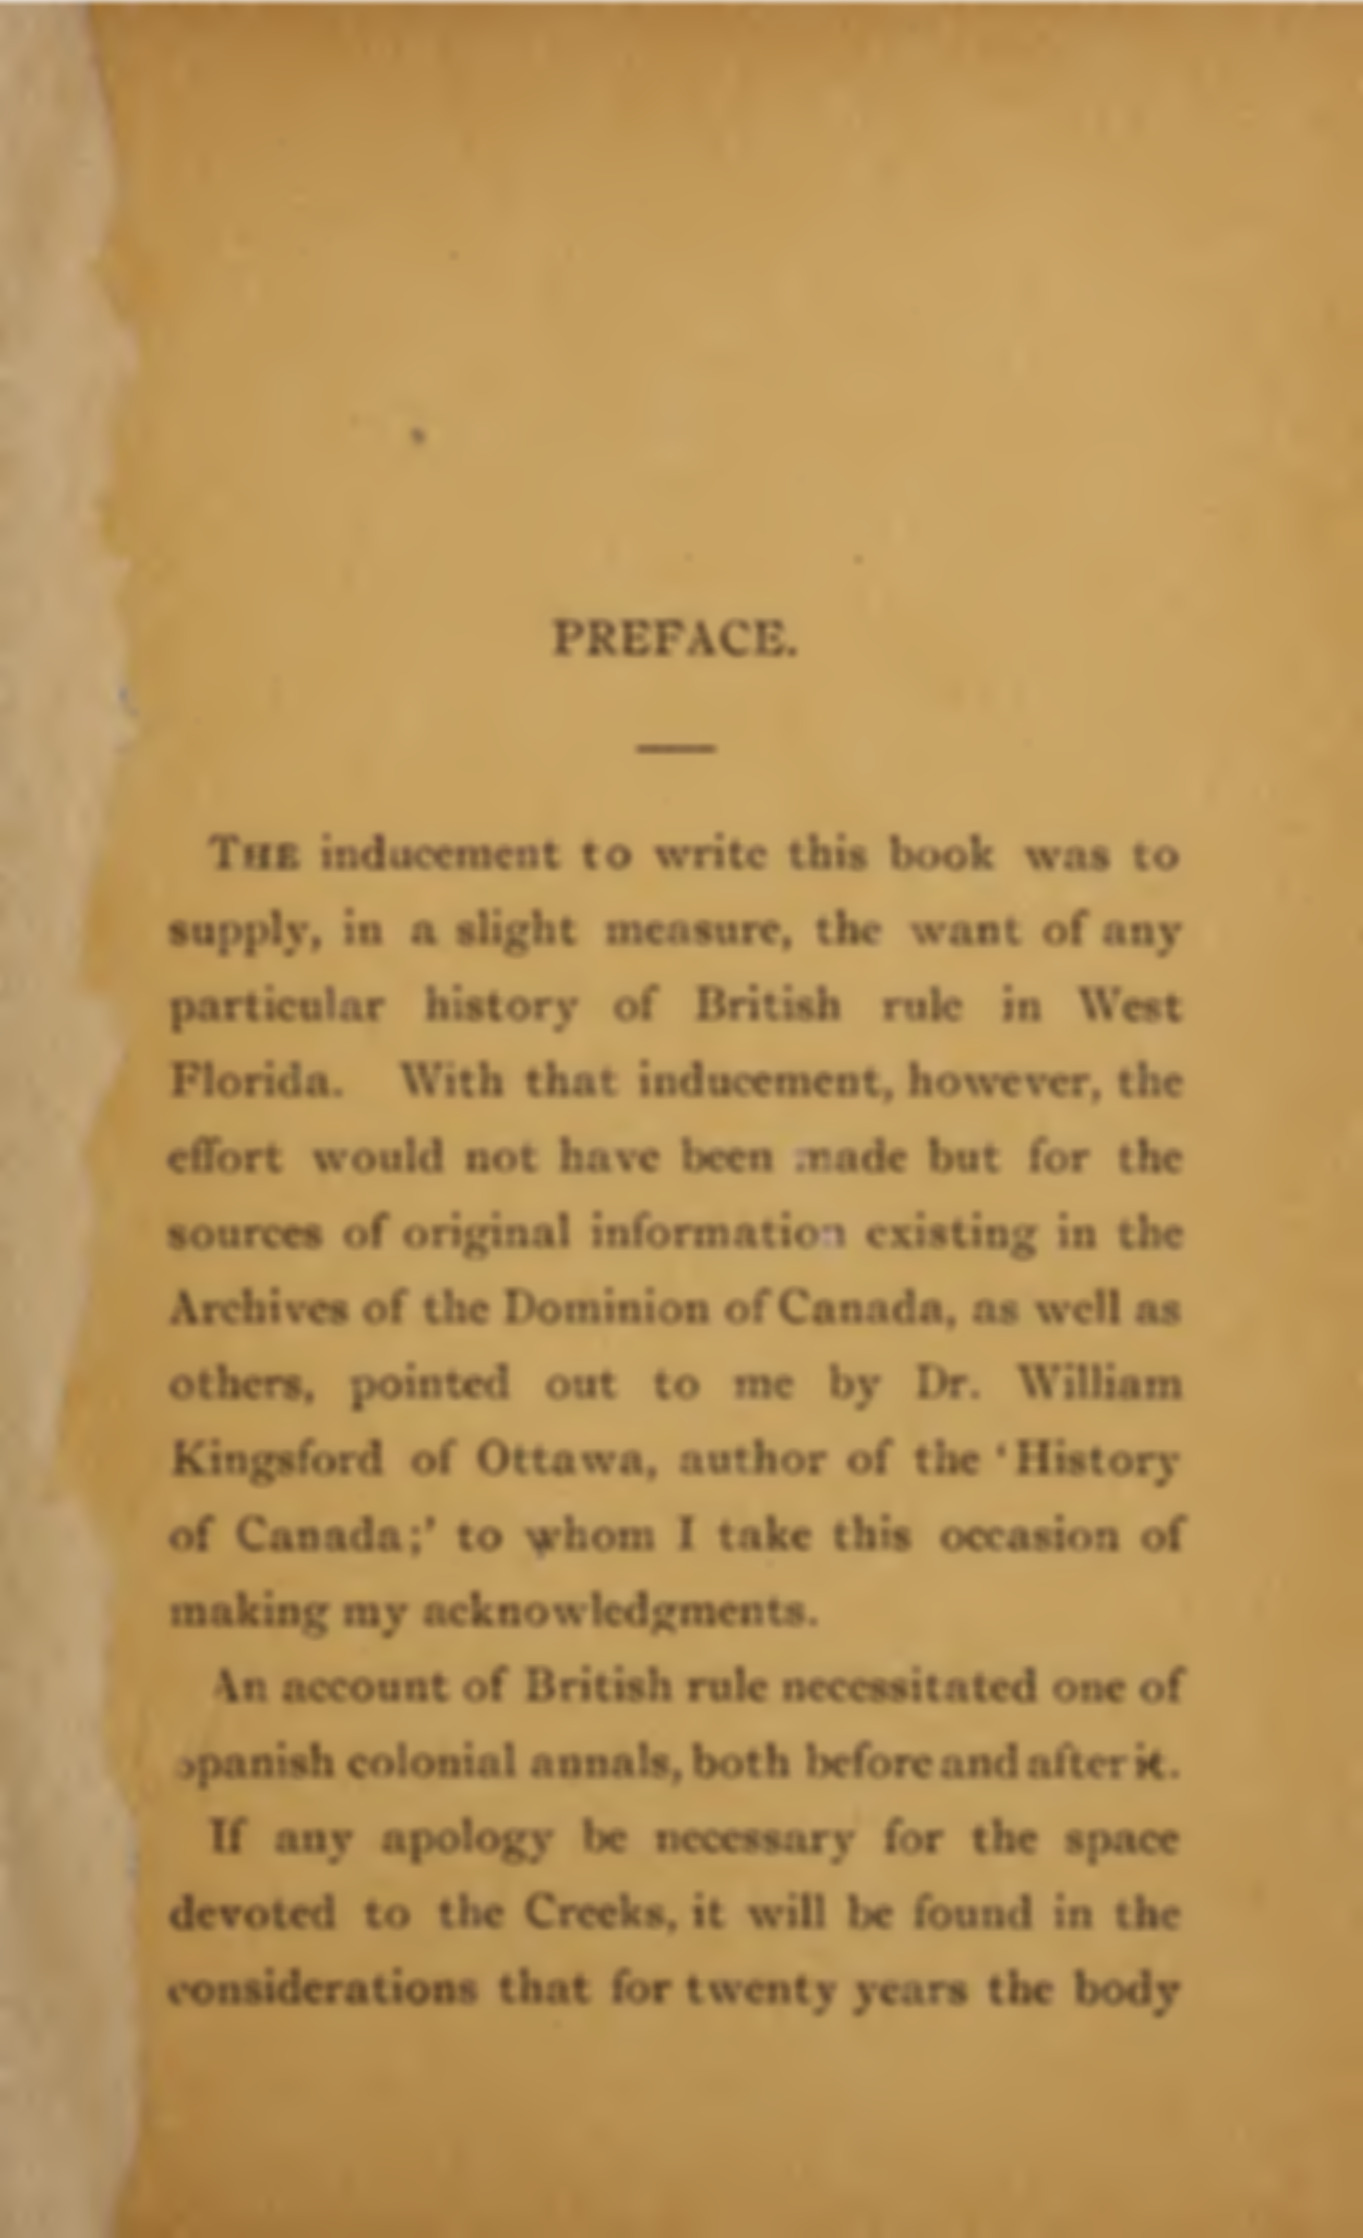 PREFACE.
THE inducement to write this book was to
supply, in a slight measure, the want of any
particular history of British rule in West
Florida. With that inducement, however, the
effort would not have been made but for the
sources of original information existing in the
Archives of the Dominion of Canada, as well as
others, pointed out to me by Dr. William
Kingsford of Ottawa, author of the ‘History
of Canada;’ to whom I take this occasion of
making my acknowledgments.
An account of British rule necessitated one of
Spanish colonial annals, both before and after it.
If any apology be necessary for the space
devoted to the Creeks, it will be found in the
considerations that for twenty years the body